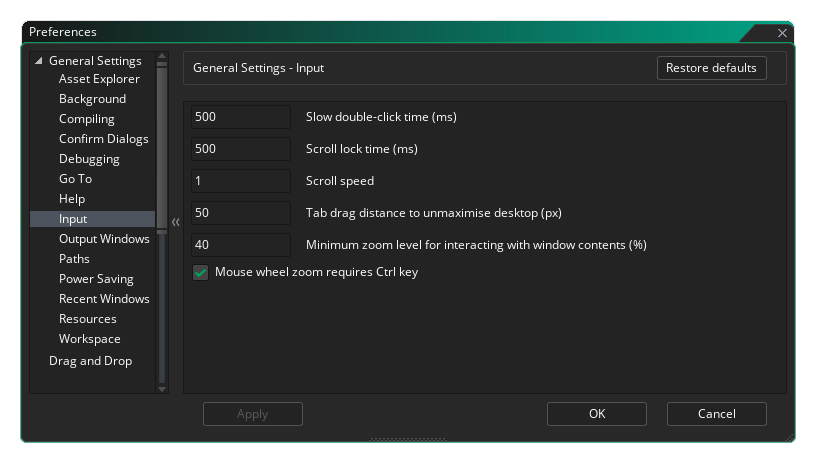 Preferences
General Settings
Asset Explorer
Background
Compiling
Confirm Dialogs
Debugging
Go To
Help
Input
Output Windows
Paths
Power Saving
Recent Windows
Resources
Workspace
Drag and Drop
General Settings - Input
Restore defaults
500 Slow double-click time (ms)
500 Scroll lock time (ms)
1 Scroll speed
50 Tab drag distance to unmaximise desktop (px)
40 Minimum zoom level for interacting with window contents (%)
Mouse wheel zoom requires Ctrl key
Apply OK Cancel